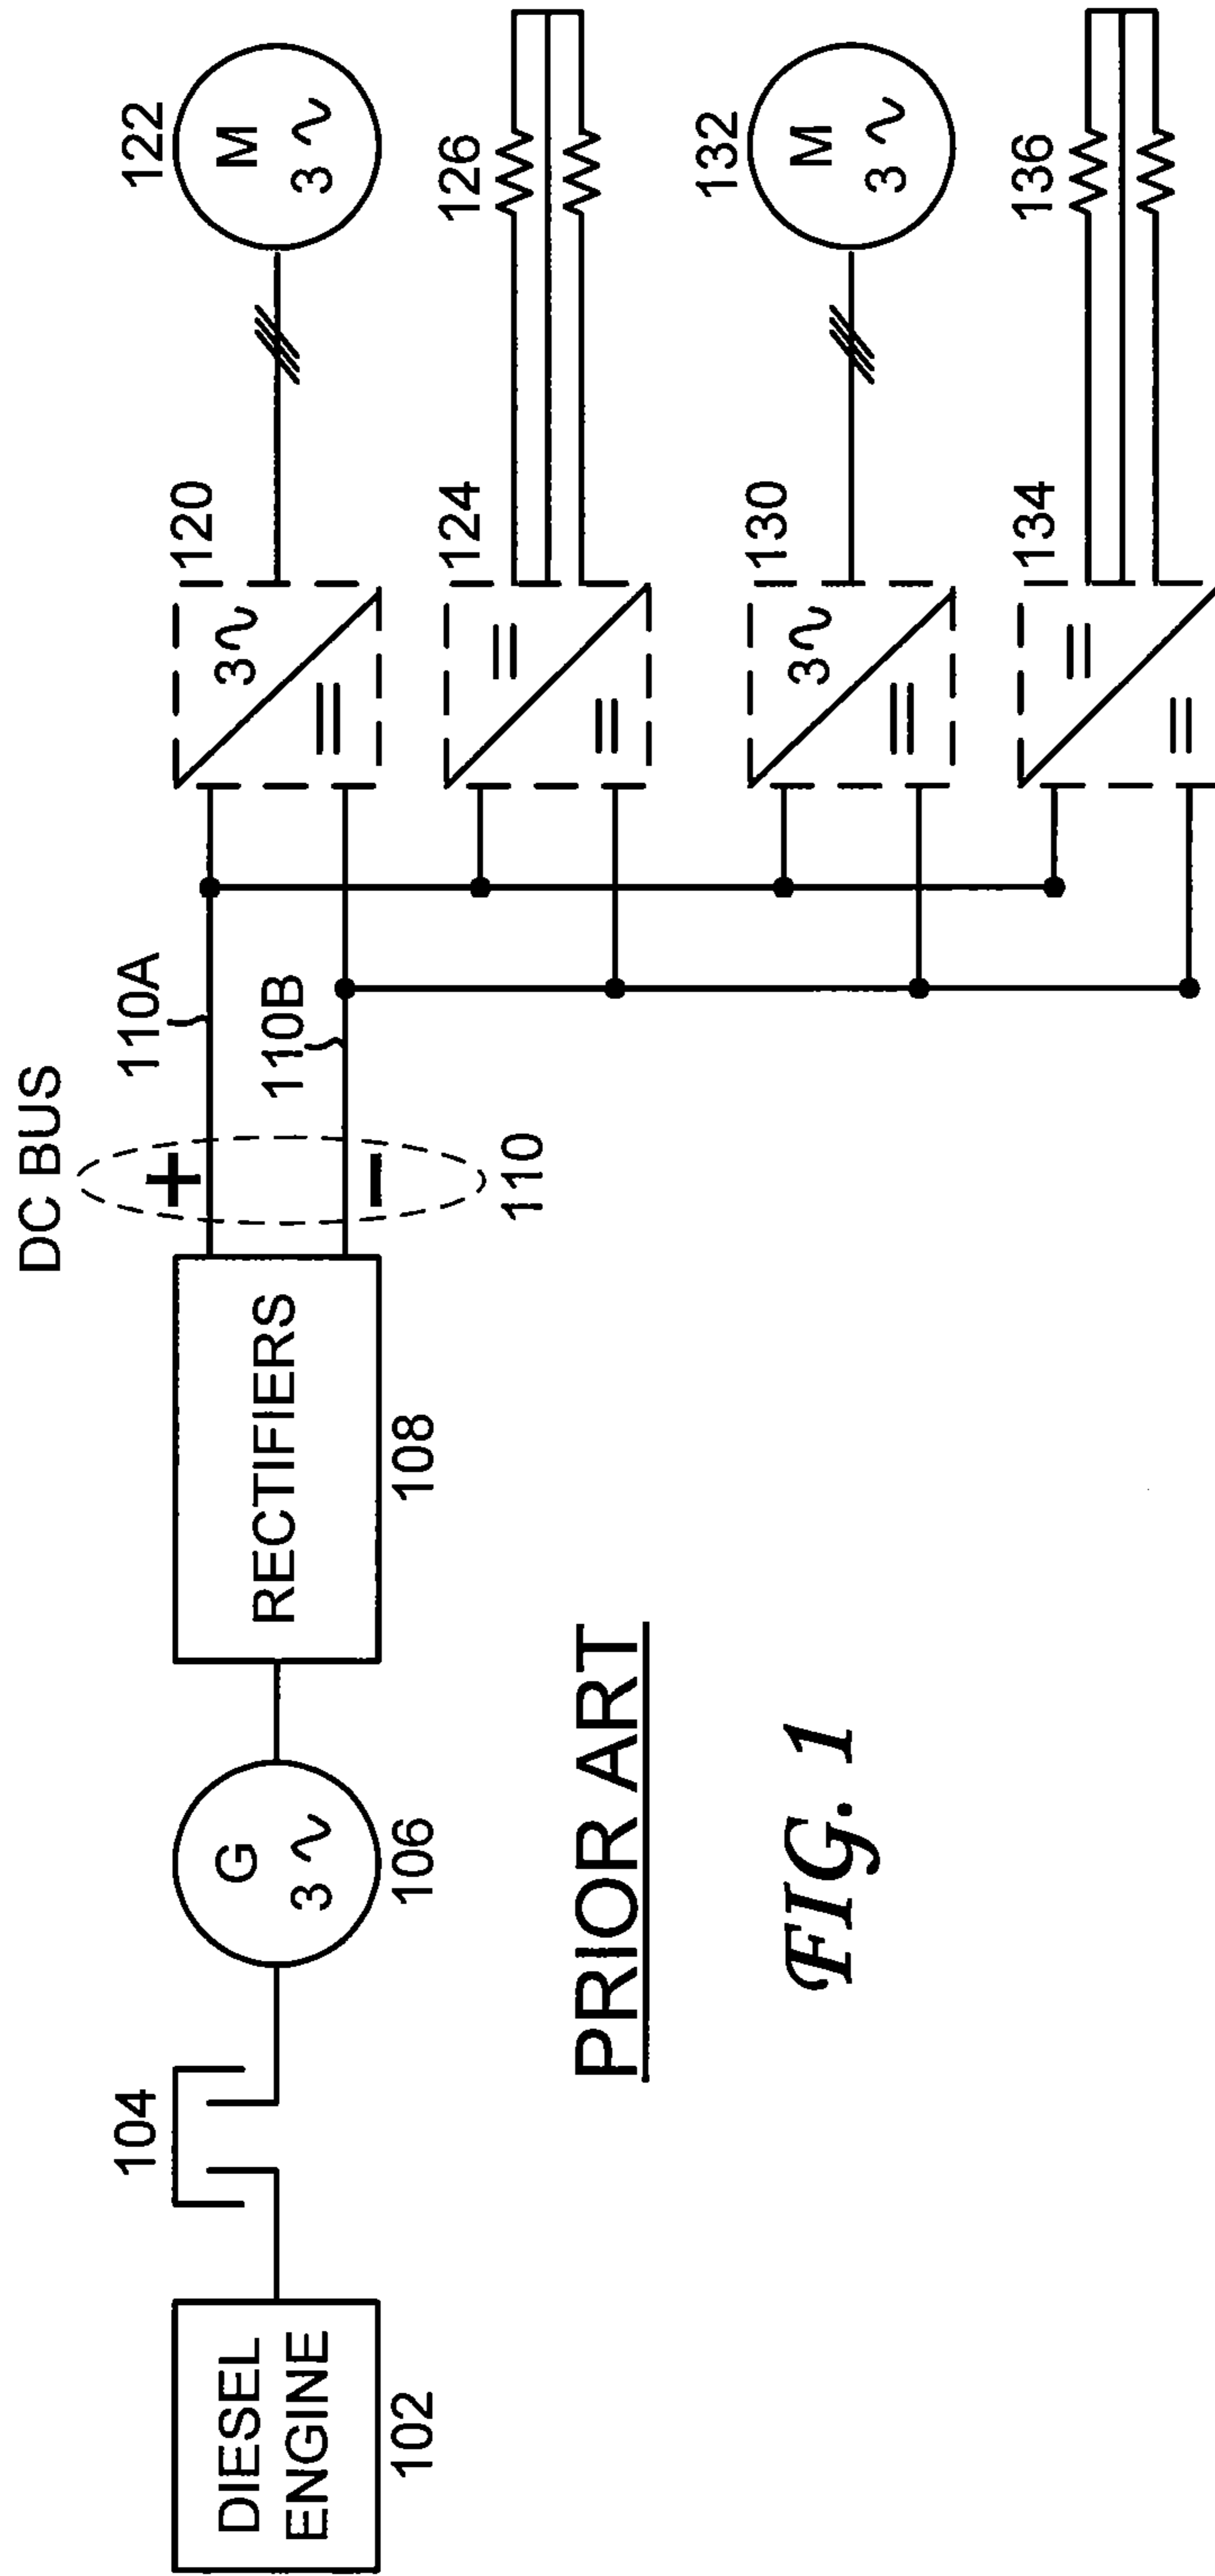 DC BUS
110A
110B
+
−
110
DIESEL
ENGINE
102
104
G
3 ~
106
RECTIFIERS
108
3 ~
=
120
M
3 ~
122
=
=
124
126
3 ~
=
130
M
3 ~
132
=
=
134
136
PRIOR ART
FIG. 1